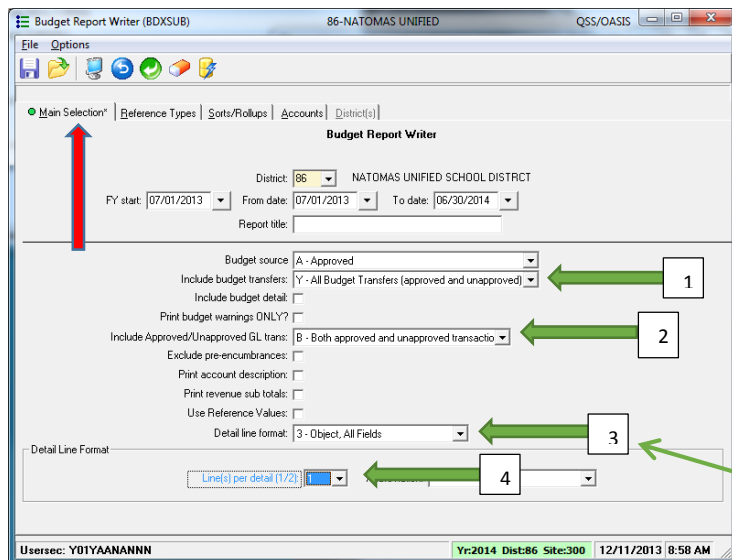 Budget Report Writer (BDXSUB) 86-NATOMAS UNIFIED QSS/OASIS
File Options
Main Selection* Reference Types Sorts/Rollups Accounts District(s)
Budget Report Writer
District: 86 NATOMAS UNIFIED SCHOOL DISTRCT
FY start: 07/01/2013 From date: 07/01/2013 To date: 06/30/2014
Report title:
Budget source A - Approved
Include budget transfers: Y - All Budget Transfers (approved and unapproved)
1
Include budget detail:
Print budget warnings ONLY?
Include Approved/Unapproved GL trans: B - Both approved and unapproved transactio
2
Exclude pre-encumbrances:
Print account description:
Print revenue sub totals:
Use Reference Values:
Detail line format: 3 - Object, All Fields
3
Detail Line Format
Line(s) per detail (1/2): 1
4
Usersec: Y01YAANANNN Yr:2014 Dist:86 Site:300 12/11/2013 8:58 AM